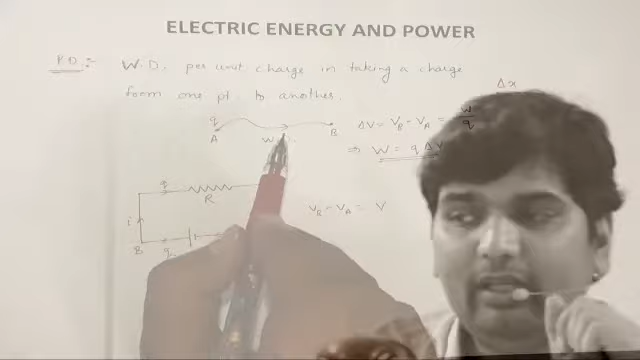 ELECTRIC ENERGY AND POWER
P.D. :- W.D. per unit charge in taking a charge
from one pt. to another.
Δx
q
A
B
ΔV = V_B - V_A = W/q
⇒ W = q ΔV
q
R
i
B
q
V_B - V_A = V